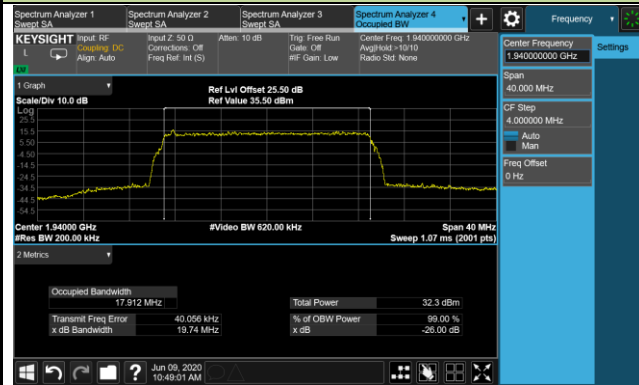 Spectrum Analyzer 1
Swept SA
Spectrum Analyzer 2
Swept SA
Spectrum Analyzer 3
Swept SA
Spectrum Analyzer 4
Occupied BW
Frequency
KEYSIGHT
L
Input: RF
Coupling: DC
Align: Auto
Input Z: 50 Ω
Corrections: Off
Freq Ref: Int (S)
Atten: 10 dB
Trig: Free Run
Gate: Off
#IF Gain: Low
Center Freq: 1.940000000 GHz
Avg|Hold:>10/10
Radio Std: None
Center Frequency
1.940000000 GHz
Settings
Span
40.000 MHz
CF Step
4.000000 MHz
Auto
Man
Freq Offset
0 Hz
1 Graph
Scale/Div 10.0 dB
Ref Lvl Offset 25.50 dB
Ref Value 35.50 dBm
Log
25.5
15.5
5.50
-4.50
-14.5
-24.5
-34.5
-44.5
-54.5
Center 1.94000 GHz
#Res BW 200.00 kHz
#Video BW 620.00 kHz
Span 40 MHz
Sweep 1.07 ms (2001 pts)
2 Metrics
Occupied Bandwidth
17.912 MHz
Total Power 32.3 dBm
Transmit Freq Error 40.056 kHz
% of OBW Power 99.00 %
x dB Bandwidth 19.74 MHz
x dB -26.00 dB
?
Jun 09, 2020
10:49:01 AM